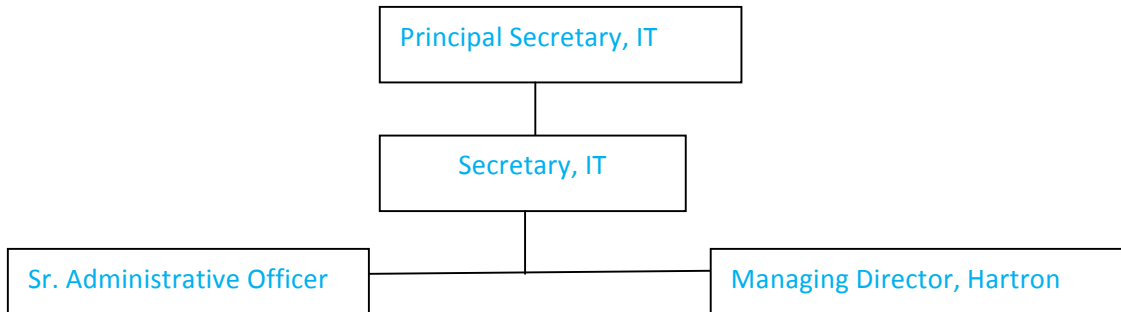 Principal Secretary, IT
Secretary, IT
Sr. Administrative Officer
Managing Director, Hartron